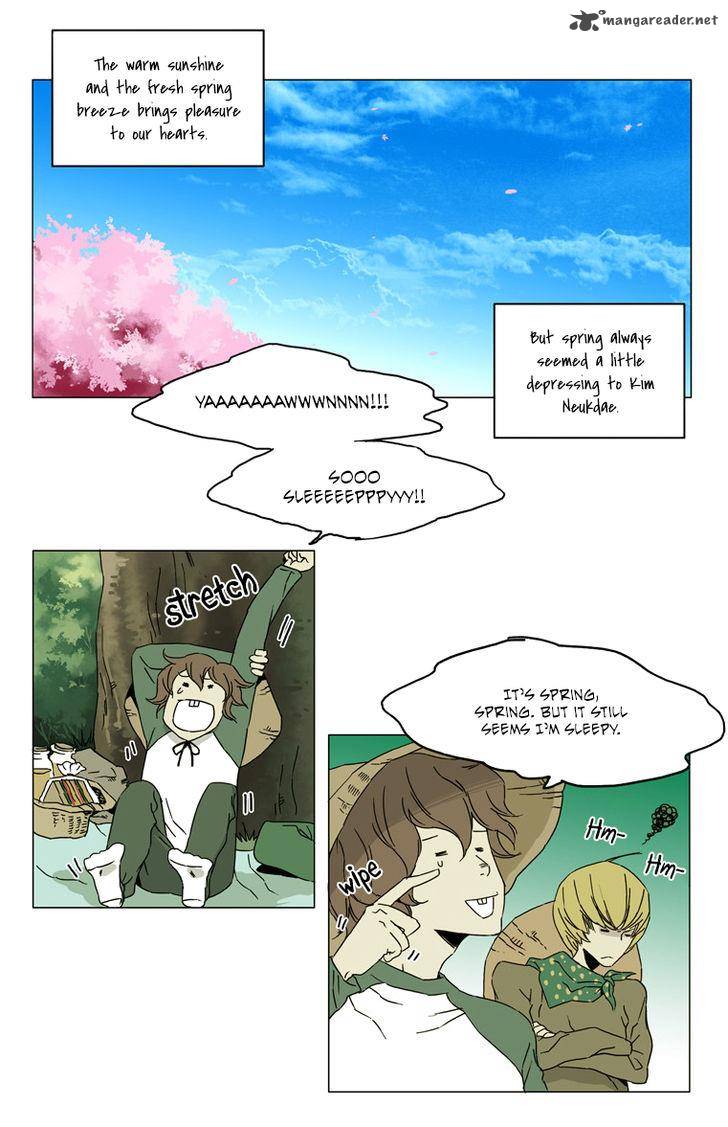 mangareader.net
The warm sunshine
and the fresh spring
breeze brings pleasure
to our hearts.
But spring always
seemed a little
depressing to Kim
Neukdae.
YAAAAAAAWWWNNNN!!!
SOOO
SLEEEEEPPPYYY!!
stretch
IT'S SPRING,
SPRING. BUT IT STILL
SEEMS I'M SLEEPY.
Hm-
Hm-
wipe